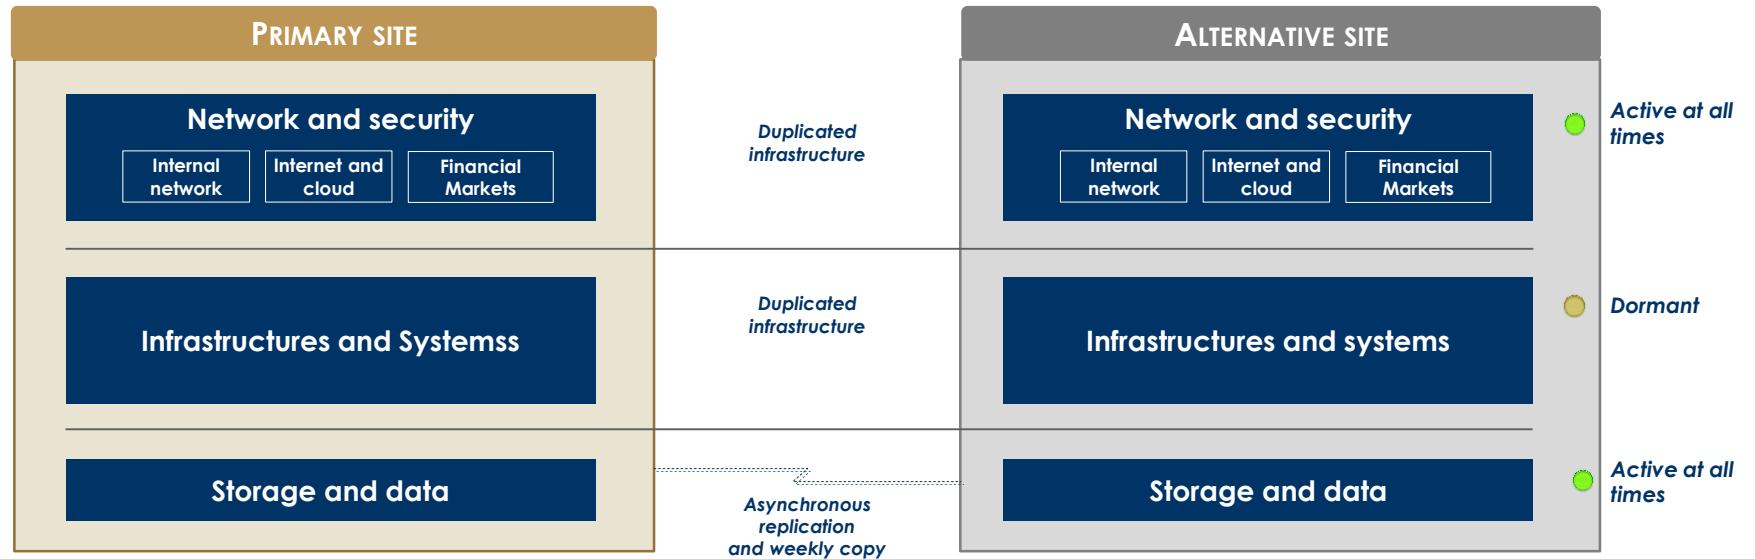 PRIMARY SITE
ALTERNATIVE SITE
Network and security
Internal
network
Internet and
cloud
Financial
Markets
Duplicated
infrastructure
Network and security
Internal
network
Internet and
cloud
Financial
Markets
Active at all
times
Infrastructures and Systemss
Duplicated
infrastructure
Infrastructures and systems
Dormant
Storage and data
Asynchronous
replication
and weekly copy
Storage and data
Active at all
times